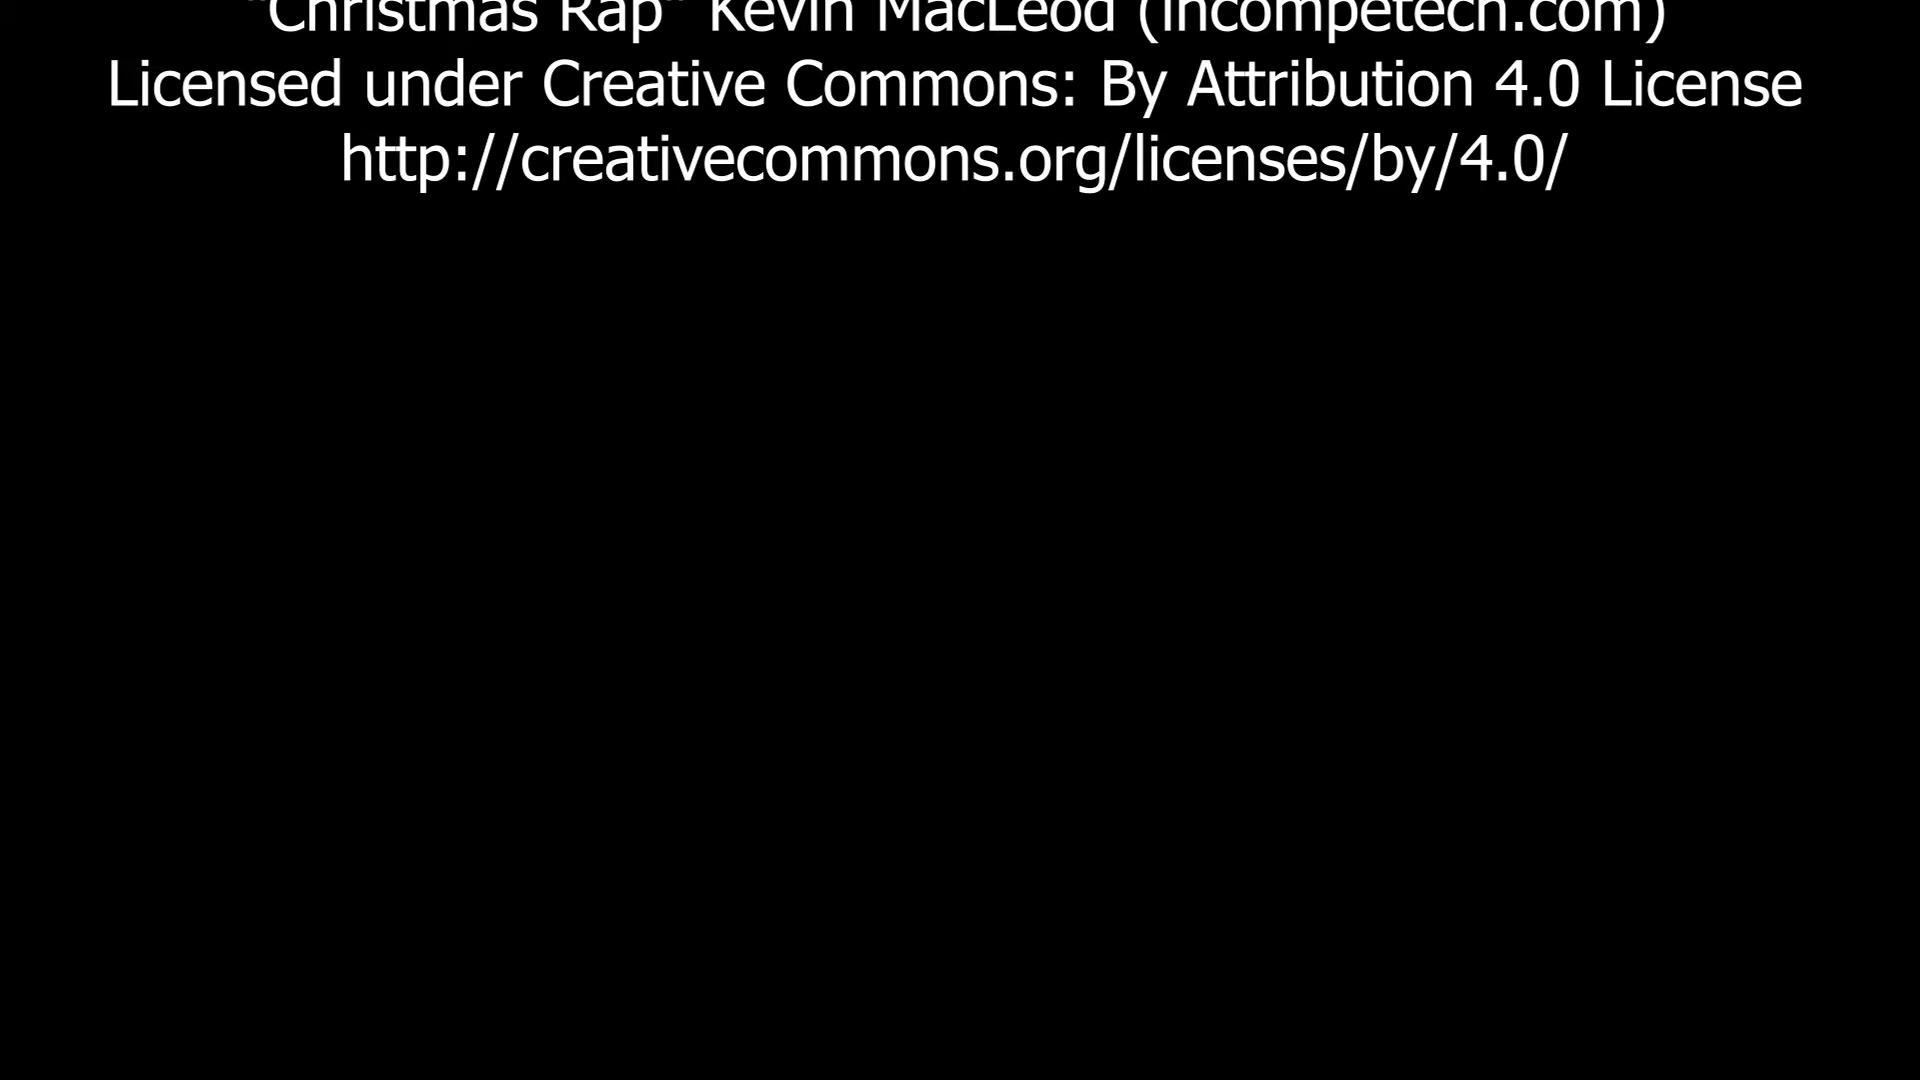 "Christmas Rap" Kevin MacLeod (incompetech.com)
Licensed under Creative Commons: By Attribution 4.0 License
http://creativecommons.org/licenses/by/4.0/